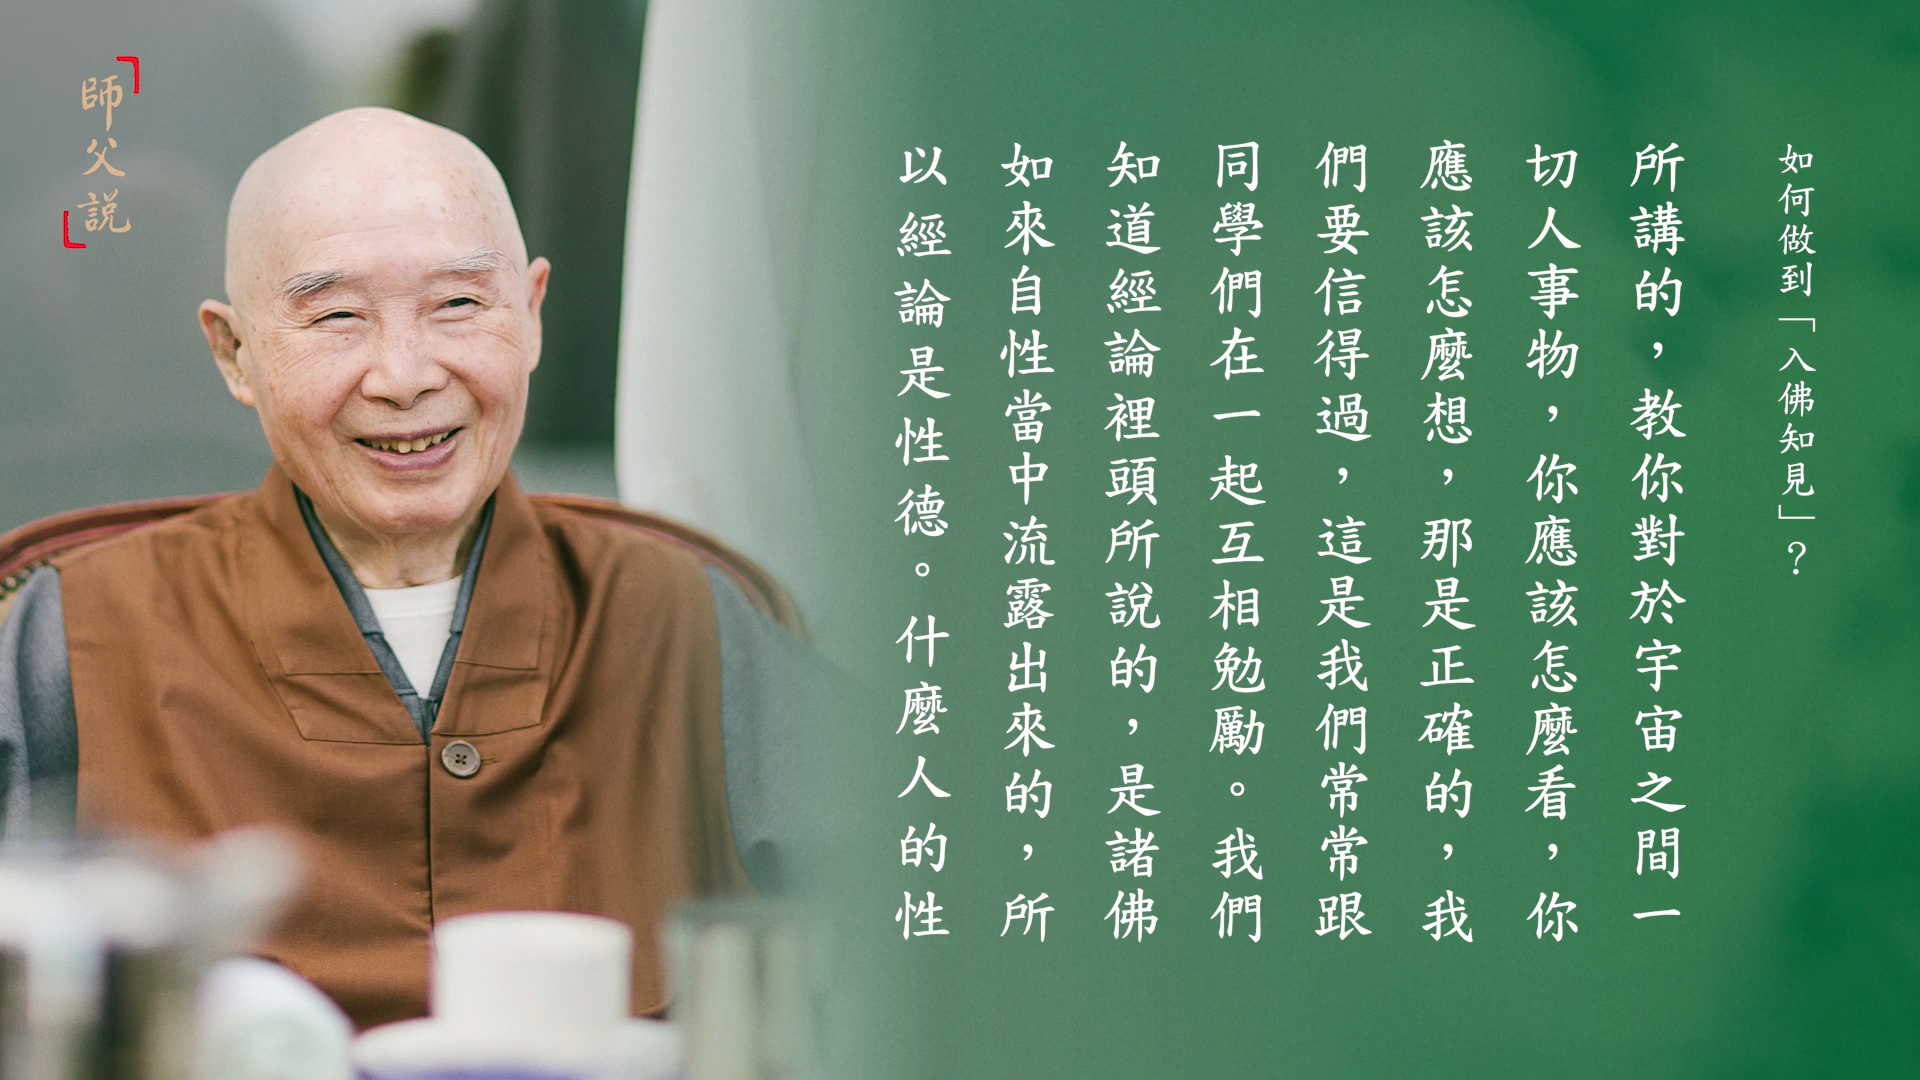 如何做到「入佛知見」？
所講的，教你對於宇宙之間一
切人事物，你應該怎麼看，你
應該怎麼想，那是正確的，我
們要信得過，這是我們常常跟
同學們在一起互相勉勵。我們
知道經論裡頭所說的，是諸佛
如來自性當中流露出來的，所
以經論是性德。什麼人的性
師父說